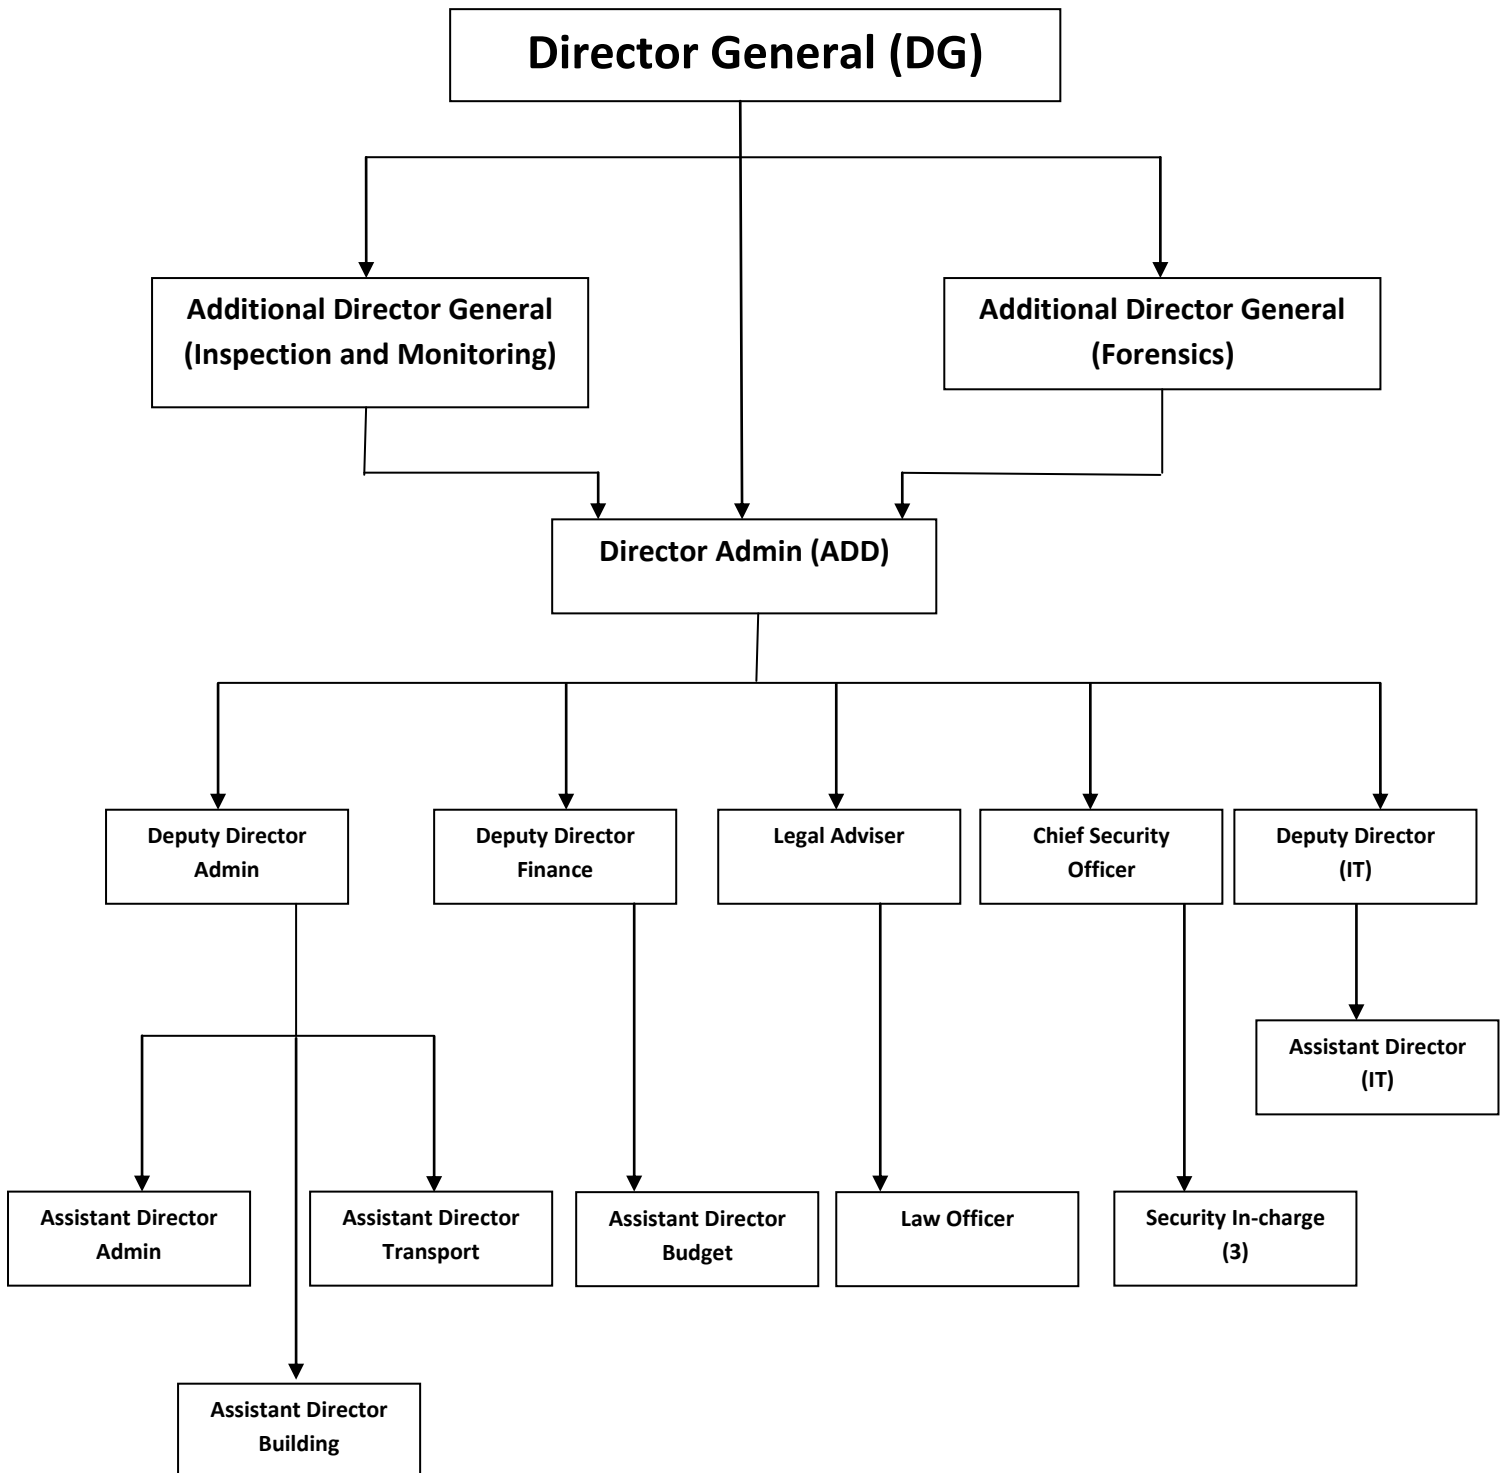 Director General (DG)
Additional Director General
(Inspection and Monitoring)
Additional Director General
(Forensics)
Director Admin (ADD)
Deputy Director
Admin
Deputy Director
Finance
Legal Adviser
Chief Security
Officer
Deputy Director
(IT)
Assistant Director
(IT)
Assistant Director
Admin
Assistant Director
Transport
Assistant Director
Budget
Law Officer
Security In-charge
(3)
Assistant Director
Building